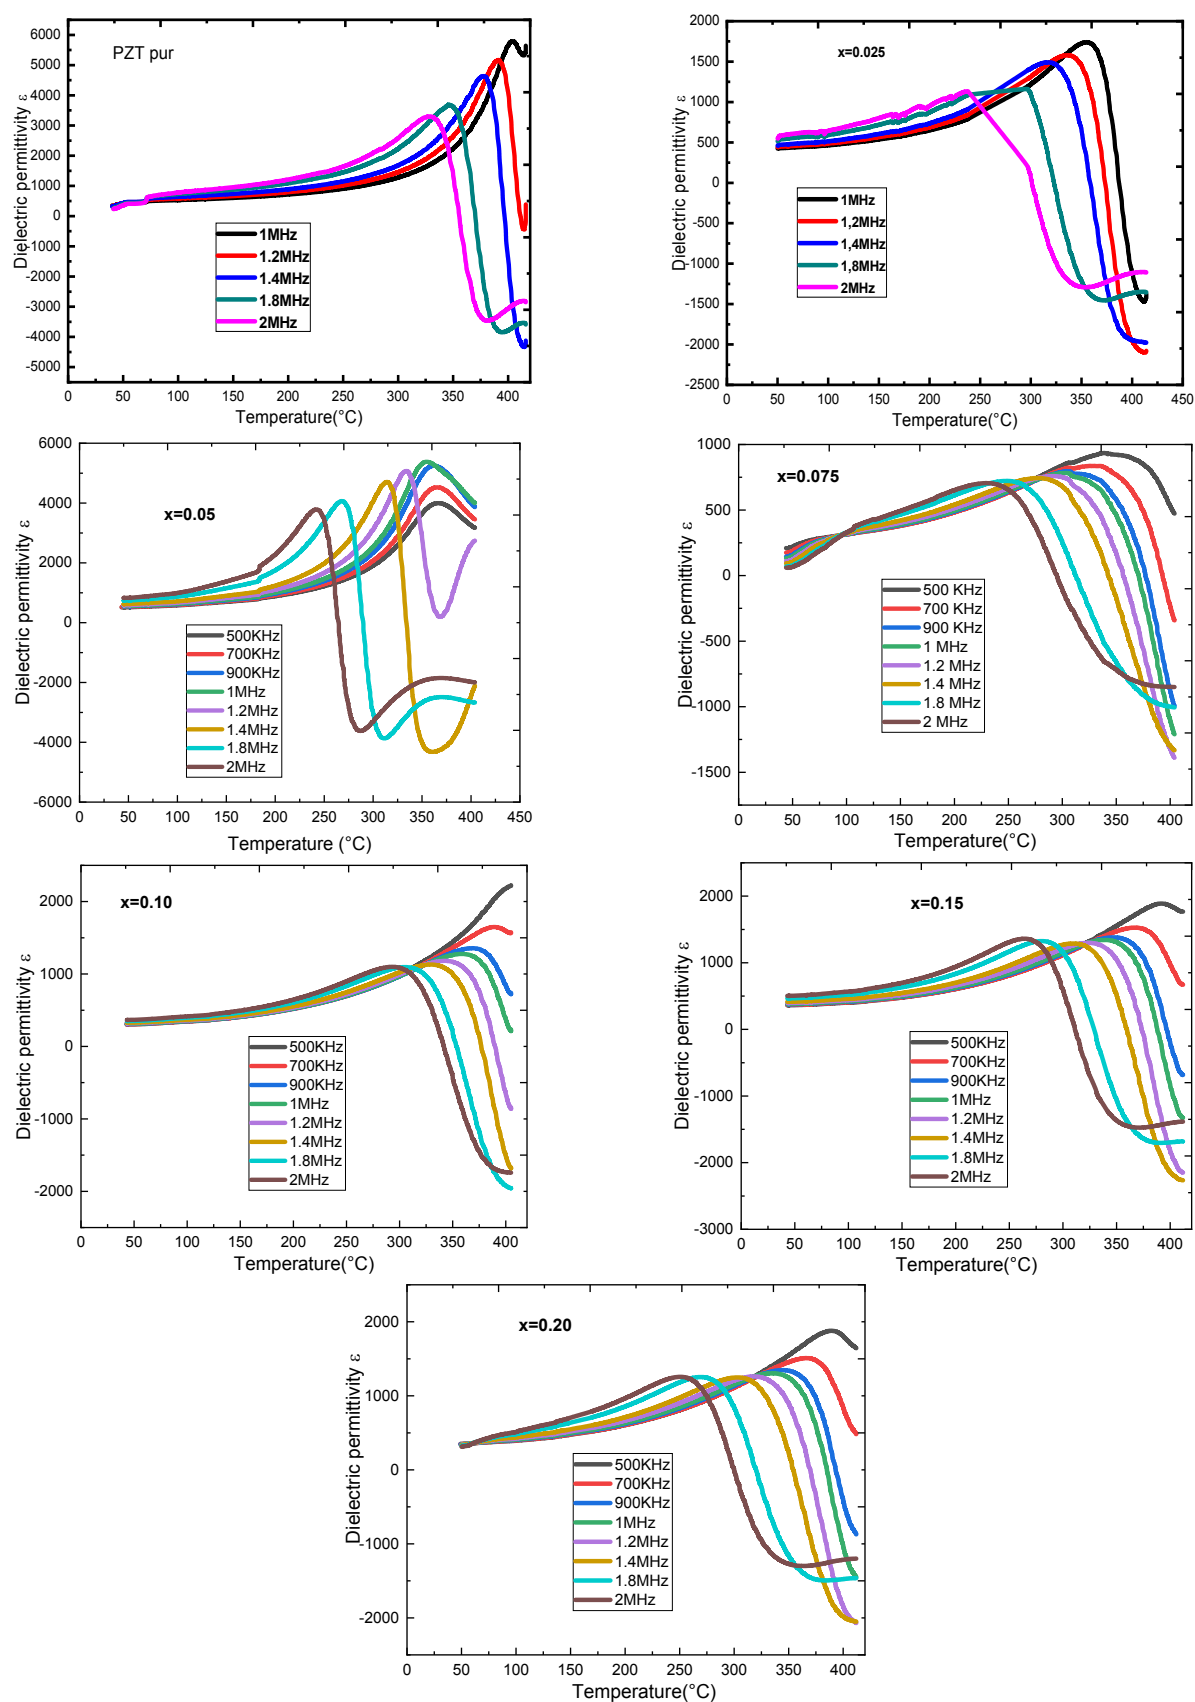 PZT pur
Dielectric permittivity ε
6000
5000
4000
3000
2000
1000
0
-1000
-2000
-3000
-4000
-5000
1MHz
1.2MHz
1.4MHz
1.8MHz
2MHz
0 50 100 150 200 250 300 350 400
Temperature(°C)
x=0.025
Dielectric permittivity ε
2000
1500
1000
500
0
-500
-1000
-1500
-2000
-2500
1MHz
1,2MHz
1,4MHz
1,8MHz
2MHz
0 50 100 150 200 250 300 350 400 450
Temperature(°C)
x=0.05
Dielectric permittivity ε
6000
4000
2000
0
-2000
-4000
-6000
500KHz
700KHz
900KHz
1MHz
1.2MHz
1.4MHz
1.8MHz
2MHz
0 50 100 150 200 250 300 350 400 450
Temperature (°C)
x=0.075
Dielectric permittivity ε
1000
500
0
-500
-1000
-1500
500 KHz
700 KHz
900 KHz
1 MHz
1.2 MHz
1.4 MHz
1.8 MHz
2 MHz
0 50 100 150 200 250 300 350 400
Temperature(°C)
x=0.10
Dielectric permittivity ε
2000
1000
0
-1000
-2000
500KHz
700KHz
900KHz
1MHz
1.2MHz
1.4MHz
1.8MHz
2MHz
0 50 100 150 200 250 300 350 400
Temperature(°C)
x=0.15
Dielectric permittivity ε
2000
1000
0
-1000
-2000
-3000
500KHz
700KHz
900KHz
1MHz
1.2MHz
1.4MHz
1.8MHz
2MHz
0 50 100 150 200 250 300 350 400
Temperature(°C)
x=0.20
Dielectric permittivity ε
2000
1000
0
-1000
-2000
500KHz
700KHz
900KHz
1MHz
1.2MHz
1.4MHz
1.8MHz
2MHz
0 50 100 150 200 250 300 350 400
Temperature(°C)